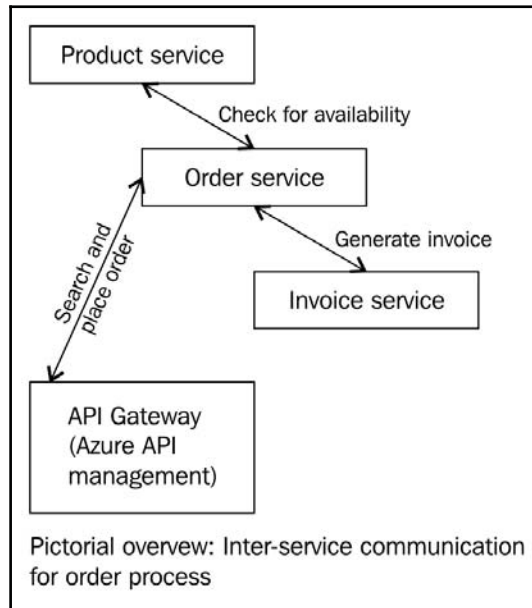 Product service
Check for availability
Order service
Search and
place order
Generate invoice
Invoice service
API Gateway
(Azure API
management)
Pictorial overvew: Inter-service communication
for order process